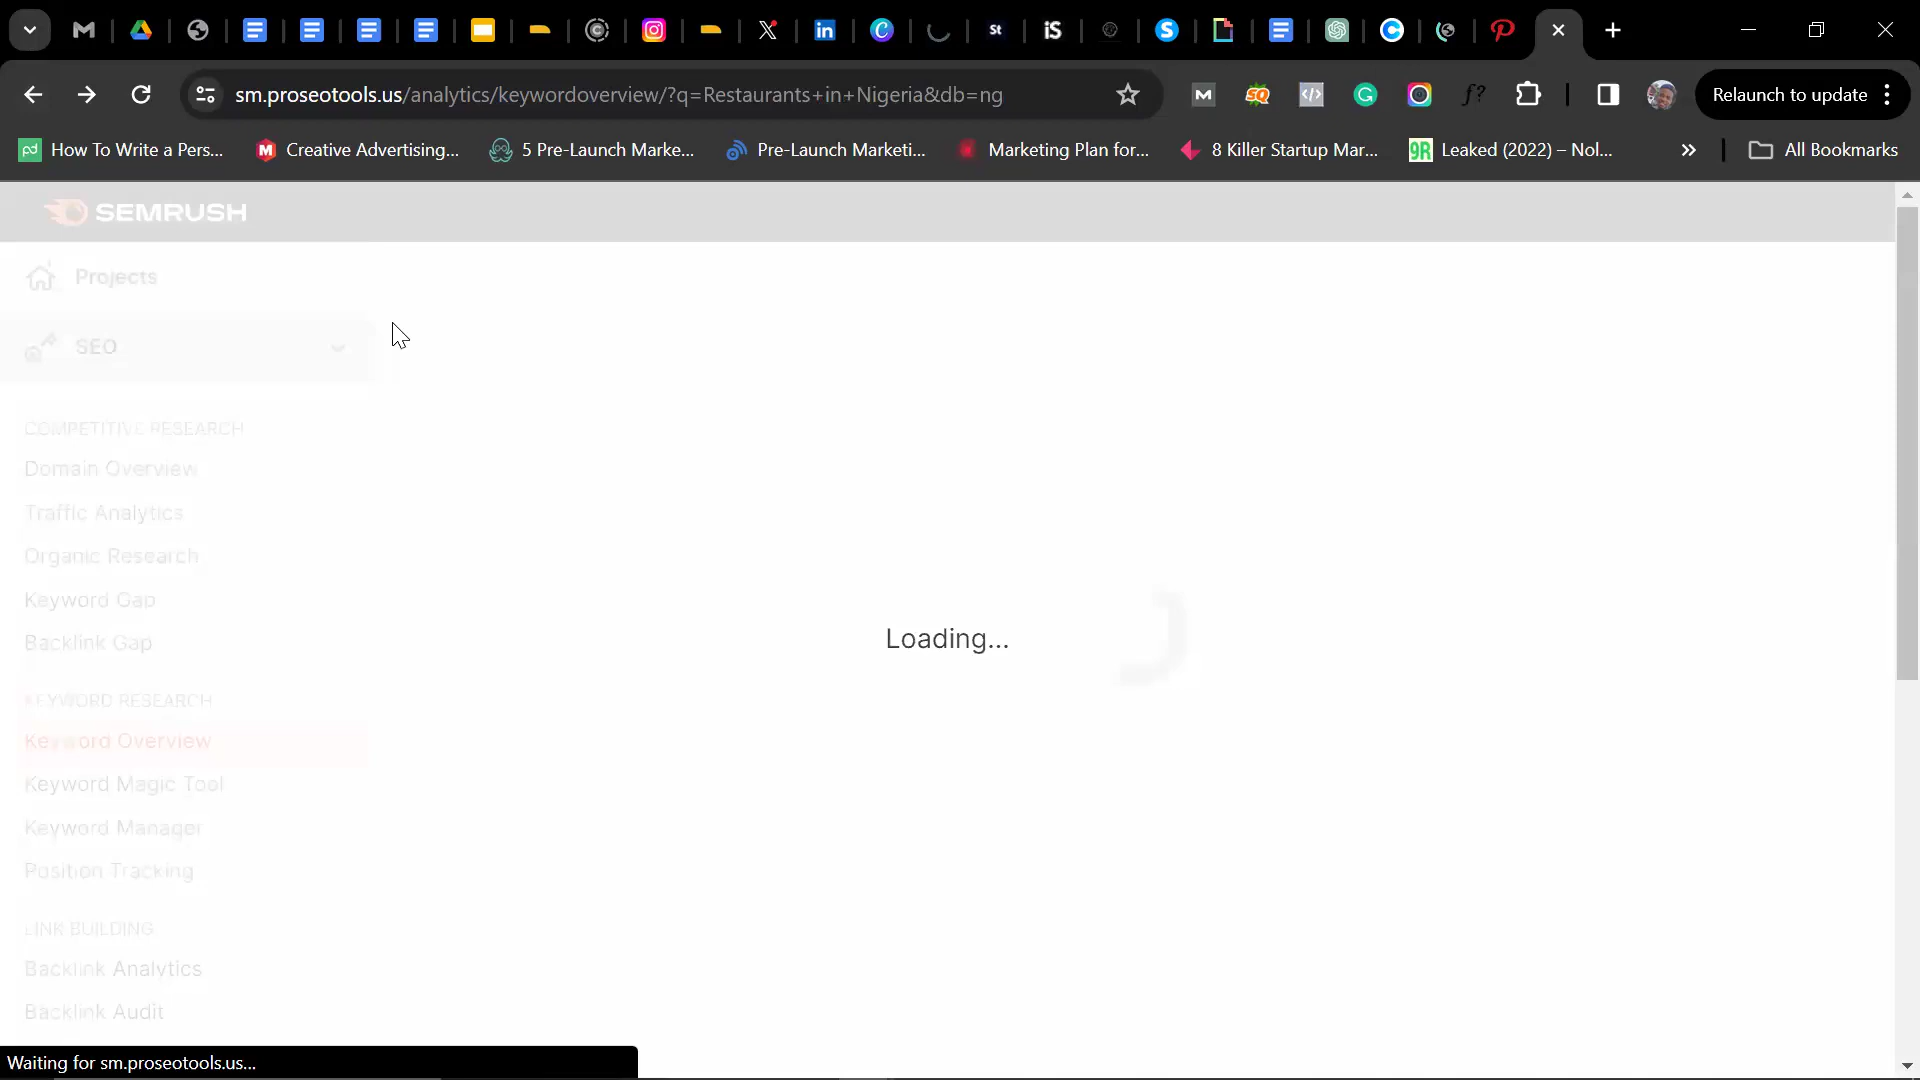 sm.proseotools.us/analytics/keywordoverview/?q=Restaurants+in+Nigeria&db=ng
Relaunch to update
How To Write a Pers...
Creative Advertising...
5 Pre-Launch Marke...
Pre-Launch Marketi...
Marketing Plan for...
8 Killer Startup Mar...
Leaked (2022) – Nol...
All Bookmarks
SEMRUSH
Projects
SEO
COMPETITIVE RESEARCH
Domain Overview
Traffic Analytics
Organic Research
Keyword Gap
Backlink Gap
Loading...
KEYWORD RESEARCH
Keyword Overview
Keyword Magic Tool
Keyword Manager
Position Tracking
LINK BUILDING
Backlink Analytics
Backlink Audit
Waiting for sm.proseotools.us...